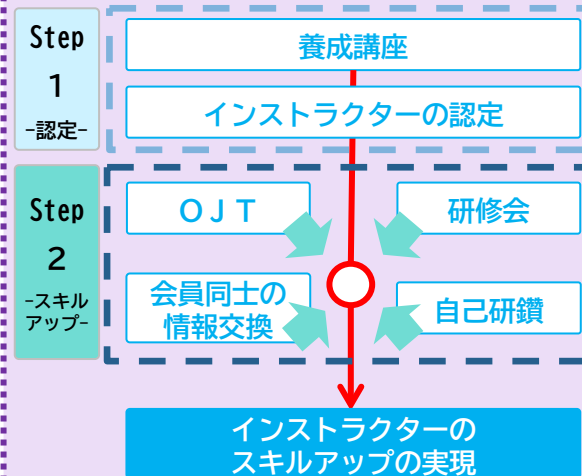 Step
1
-認定-
養成講座
インストラクターの認定
Step
2
-スキル
アップ-
ＯＪＴ
研修会
会員同士の
情報交換
自己研鑽
インストラクターの
スキルアップの実現